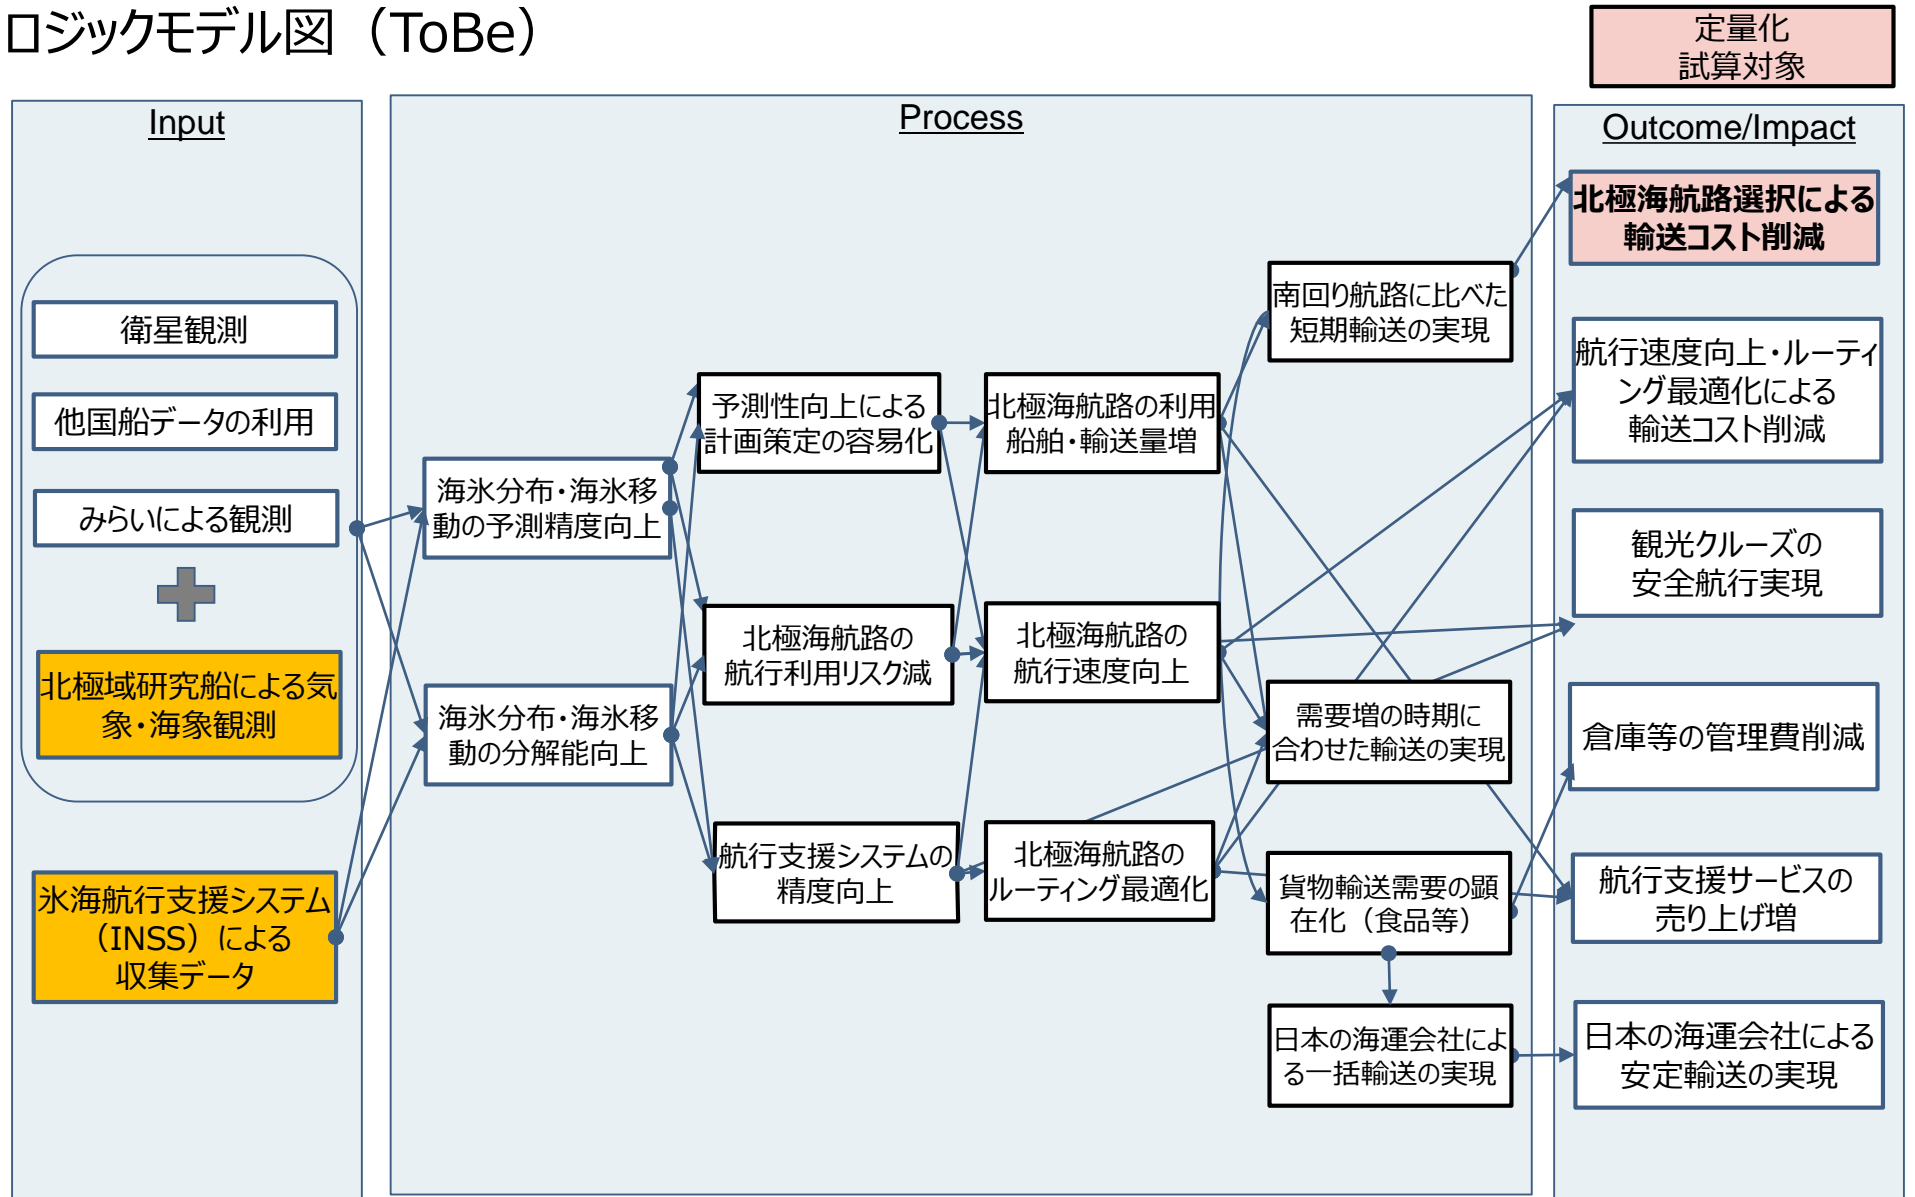 ロジックモデル図（ToBe）
定量化
試算対象
Input
衛星観測
他国船データの利用
みらいによる観測
北極域研究船による気
象・海象観測
氷海航行支援システム
（INSS）による
収集データ
Process
海氷分布・海氷移
動の予測精度向上
海氷分布・海氷移
動の分解能向上
予測性向上による
計画策定の容易化
北極海航路の
航行利用リスク減
航行支援システムの
精度向上
北極海航路の利用
船舶・輸送量増
北極海航路の
航行速度向上
北極海航路の
ルーティング最適化
南回り航路に比べた
短期輸送の実現
需要増の時期に
合わせた輸送の実現
貨物輸送需要の顕
在化（食品等）
日本の海運会社によ
る一括輸送の実現
Outcome/Impact
北極海航路選択による
輸送コスト削減
航行速度向上・ルーティ
ング最適化による
輸送コスト削減
観光クルーズの
安全航行実現
倉庫等の管理費削減
航行支援サービスの
売り上げ増
日本の海運会社による
安定輸送の実現